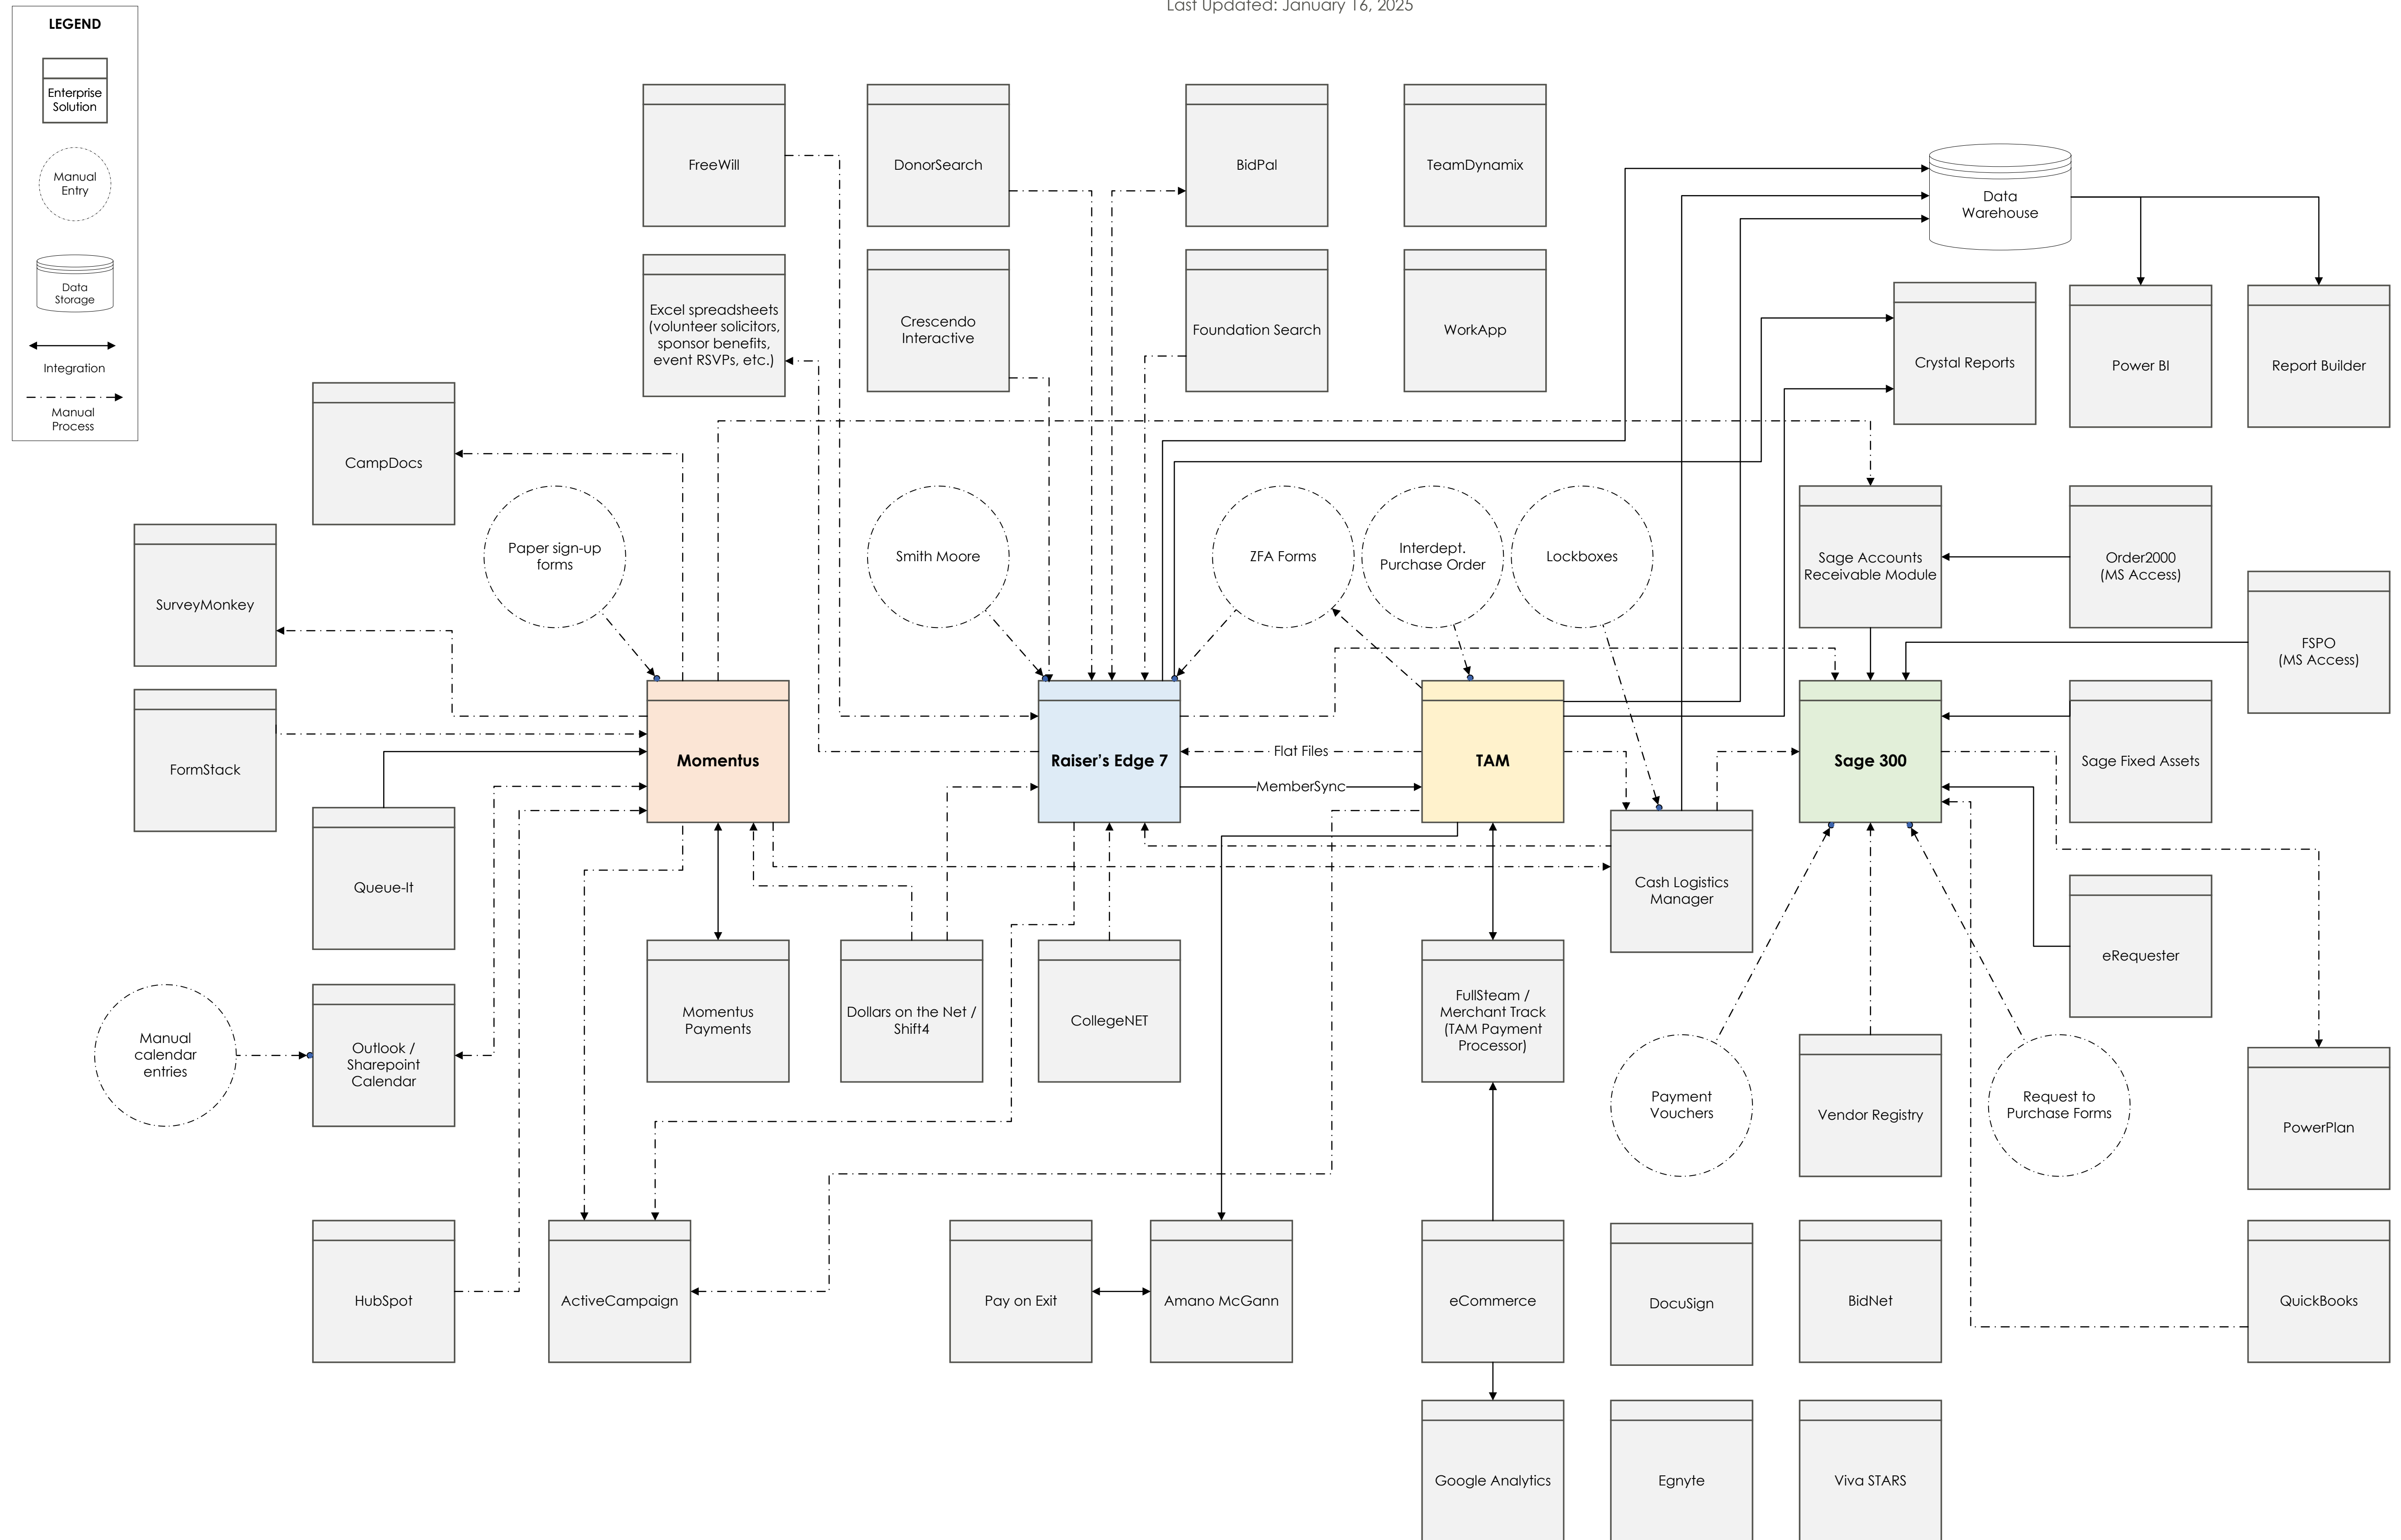 Last Updated: January 16, 2025
LEGEND
Enterprise
Solution
Manual
Entry
Data
Storage
Integration
Manual
Process
FreeWill
DonorSearch
BidPal
TeamDynamix
Data
Warehouse
Excel spreadsheets
(volunteer solicitors,
sponsor benefits,
event RSVPs, etc.)
Crescendo
Interactive
Foundation Search
WorkApp
Crystal Reports
Power BI
Report Builder
CampDocs
Paper sign-up
forms
Smith Moore
ZFA Forms
Interdept.
Purchase Order
Lockboxes
Sage Accounts
Receivable Module
Order2000
(MS Access)
SurveyMonkey
FSPO
(MS Access)
FormStack
Momentus
Raiser's Edge 7
Flat Files
MemberSync
TAM
Sage 300
Sage Fixed Assets
Queue-It
Cash Logistics
Manager
eRequester
Manual
calendar
entries
Outlook /
Sharepoint
Calendar
Momentus
Payments
Dollars on the Net /
Shift4
CollegeNET
FullSteam /
Merchant Track
(TAM Payment
Processor)
Payment
Vouchers
Vendor Registry
Request to
Purchase Forms
PowerPlan
HubSpot
ActiveCampaign
Pay on Exit
Amano McGann
eCommerce
DocuSign
BidNet
QuickBooks
Google Analytics
Egnyte
Viva STARS